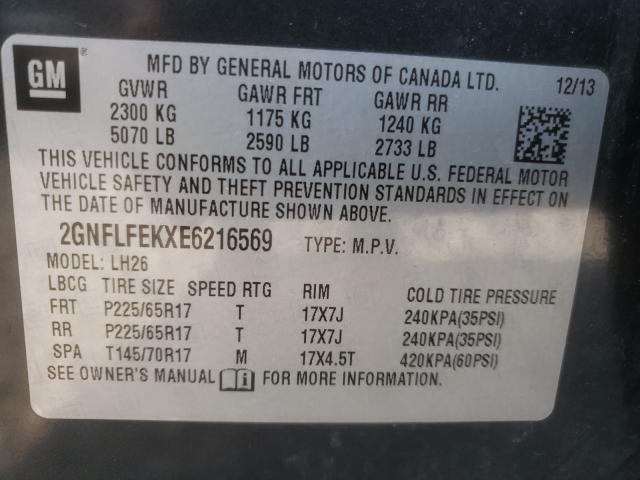 GM ®
MFD BY GENERAL MOTORS OF CANADA LTD. 12/13
GVWR GAWR FRT GAWR RR
2300 KG 1175 KG 1240 KG
5070 LB 2590 LB 2733 LB
THIS VEHICLE CONFORMS TO ALL APPLICABLE U.S. FEDERAL MOTOR
VEHICLE SAFETY AND THEFT PREVENTION STANDARDS IN EFFECT ON
THE DATE OF MANUFACTURE SHOWN ABOVE.
2GNFLFEKXE6216569 TYPE: M.P.V.
MODEL: LH26
LBCG TIRE SIZE SPEED RTG RIM COLD TIRE PRESSURE
FRT P225/65R17 T 17X7J 240KPA(35PSI)
RR P225/65R17 T 17X7J 240KPA(35PSI)
SPA T145/70R17 M 17X4.5T 420KPA(60PSI)
SEE OWNER'S MANUAL i FOR MORE INFORMATION.